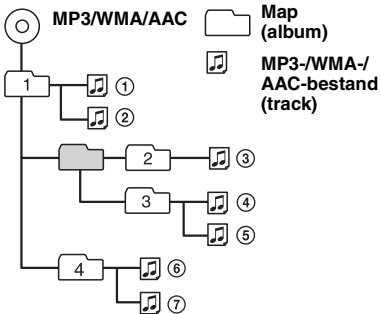 MP3/WMA/AAC
Map
(album)
MP3-/WMA-/
AAC-bestand
(track)
1
①
②
2
③
3
④
⑤
4
⑥
⑦